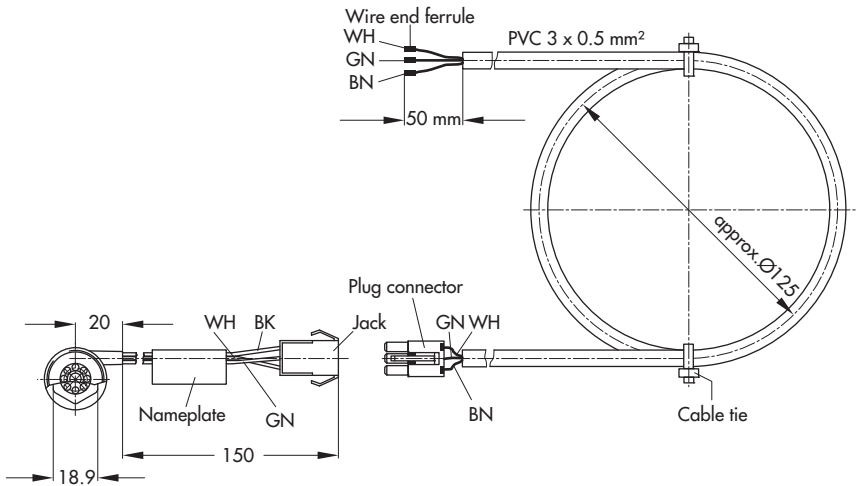 Wire end ferrule
WH
PVC 3 x 0.5 mm²
GN
BN
50 mm
approx.Ø125
Plug connector
20
WH
BK
Jack
GN WH
Nameplate
GN
BN
Cable tie
150
18.9